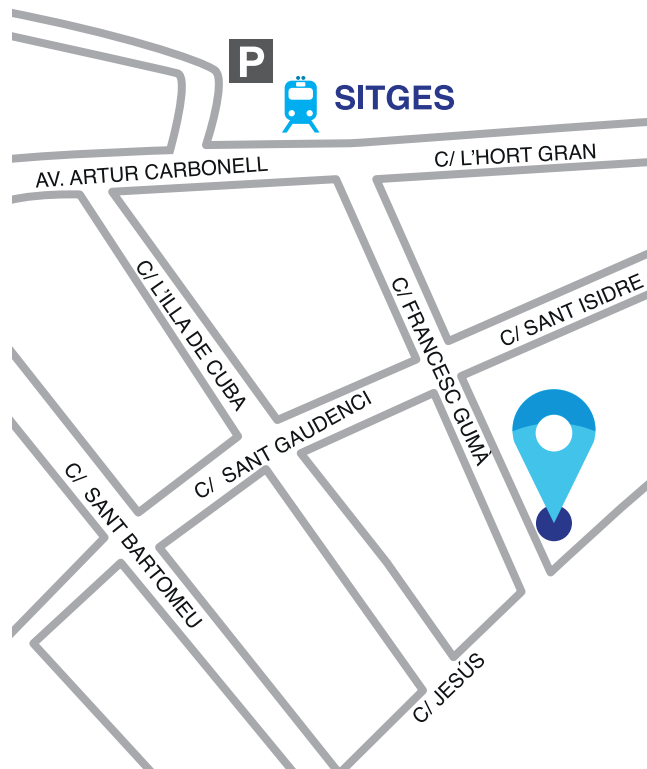 P
SITGES
C/ L'HORT GRAN
AV. ARTUR CARBONELL
C/ L'ILLA DE CUBA
C/ FRANCESC GUMÀ
C/ SANT ISIDRE
C/ SANT GAUDENCI
C/ SANT BARTOMEU
C/ JESÚS